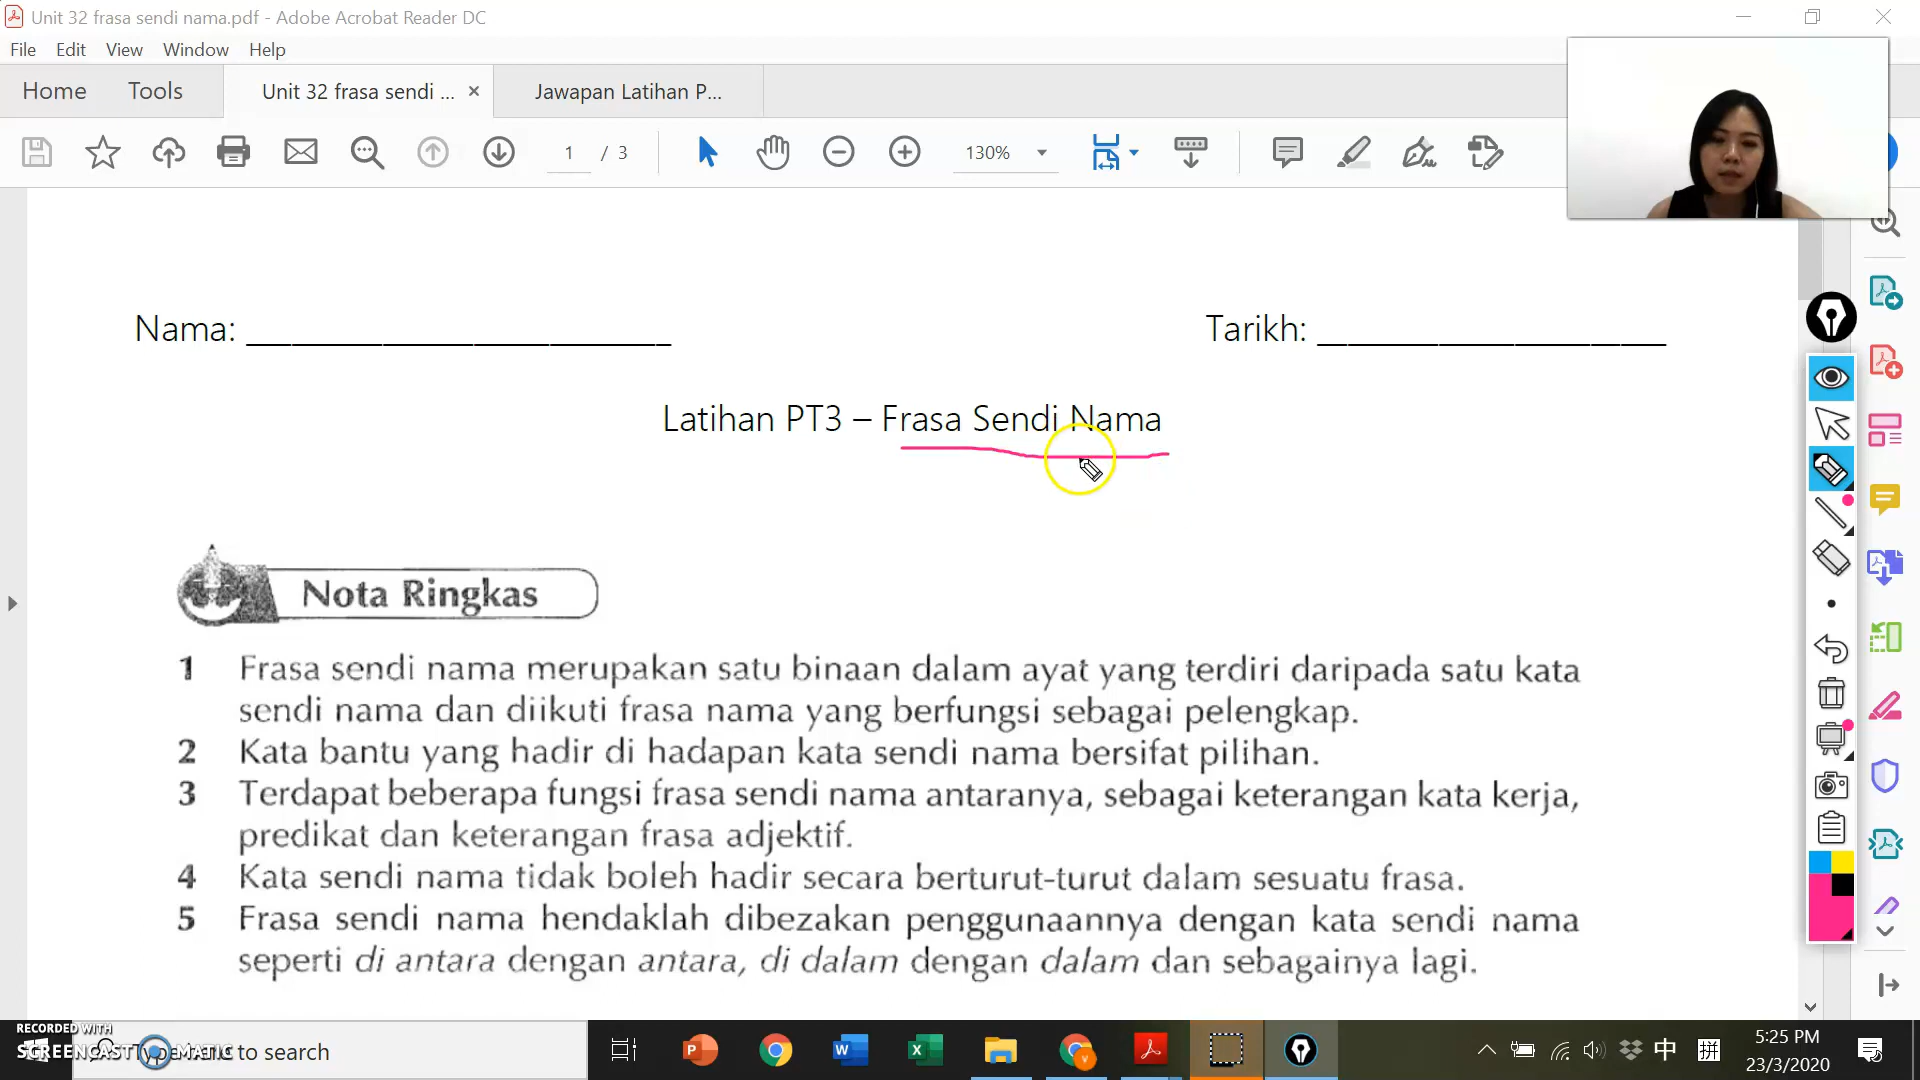 Unit 32 frasa sendi nama.pdf - Adobe Acrobat Reader DC
File Edit View Window Help
Home Tools Unit 32 frasa sendi ... × Jawapan Latihan P...
1 / 3 130%
Nama: ____________________________ Tarikh: _______________________
Latihan PT3 – Frasa Sendi Nama
Nota Ringkas
1 Frasa sendi nama merupakan satu binaan dalam ayat yang terdiri daripada satu kata
sendi nama dan diikuti frasa nama yang berfungsi sebagai pelengkap.
2 Kata bantu yang hadir di hadapan kata sendi nama bersifat pilihan.
3 Terdapat beberapa fungsi frasa sendi nama antaranya, sebagai keterangan kata kerja,
predikat dan keterangan frasa adjektif.
4 Kata sendi nama tidak boleh hadir secara berturut-turut dalam sesuatu frasa.
5 Frasa sendi nama hendaklah dibezakan penggunaannya dengan kata sendi nama
seperti di antara dengan antara, di dalam dengan dalam dan sebagainya lagi.
RECORDED WITH
SCREENCAST MATIC
to search
中 拼
5:25 PM
23/3/2020